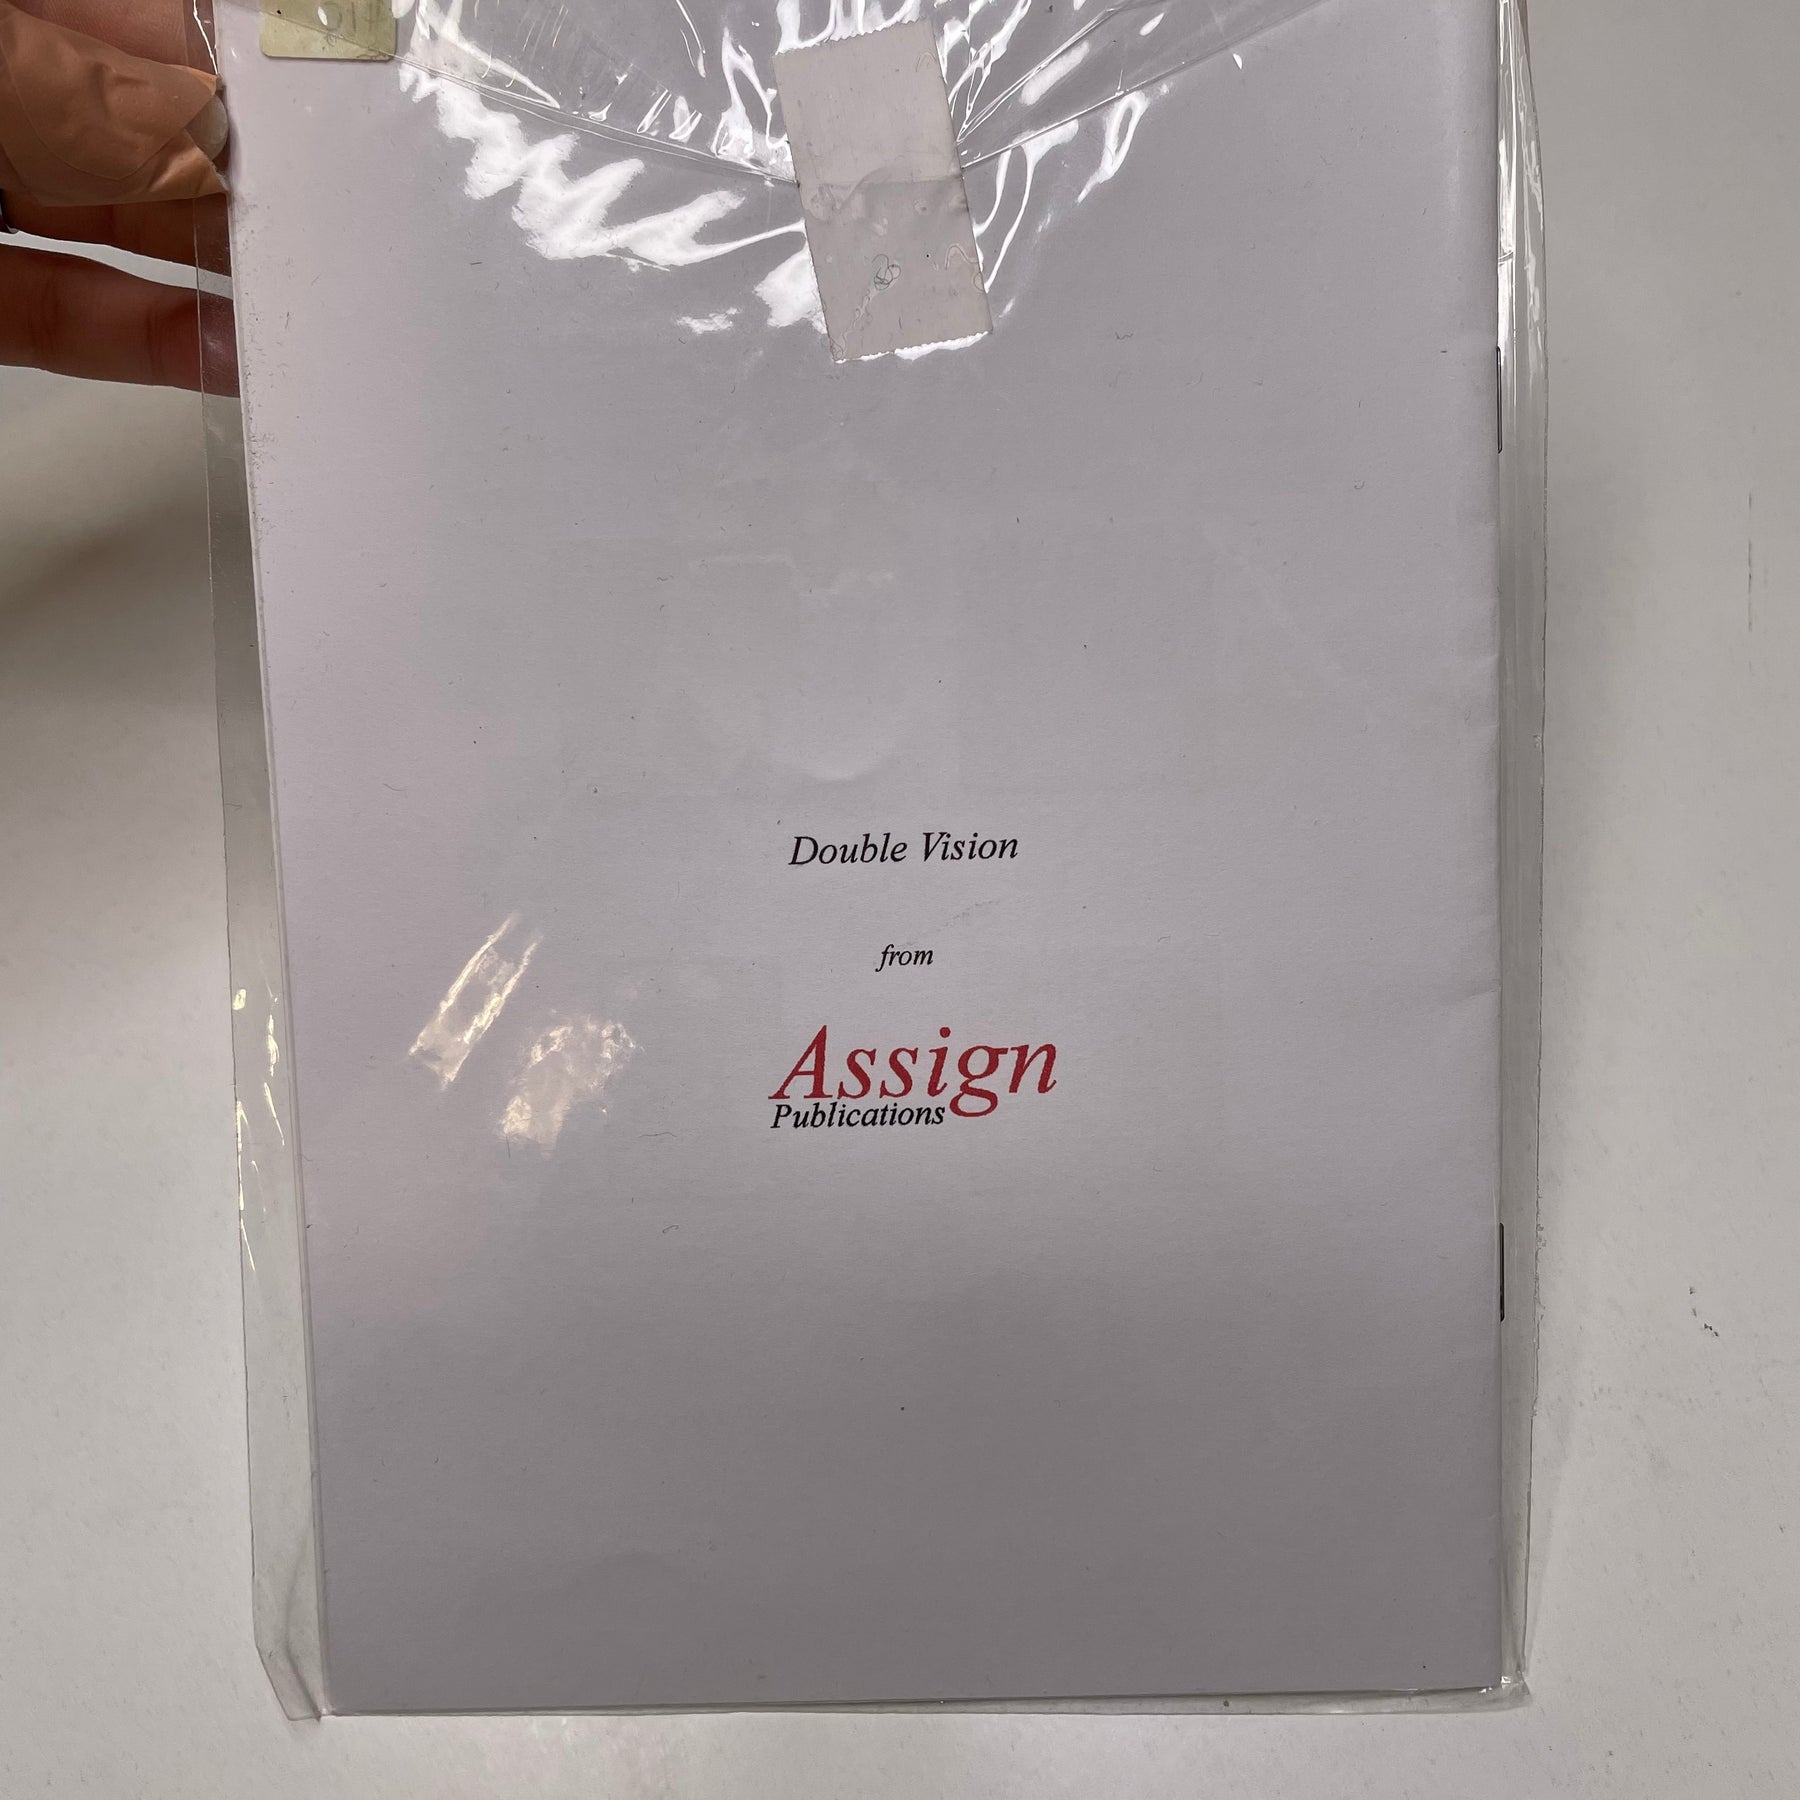 Double Vision
from
Assign
Publications